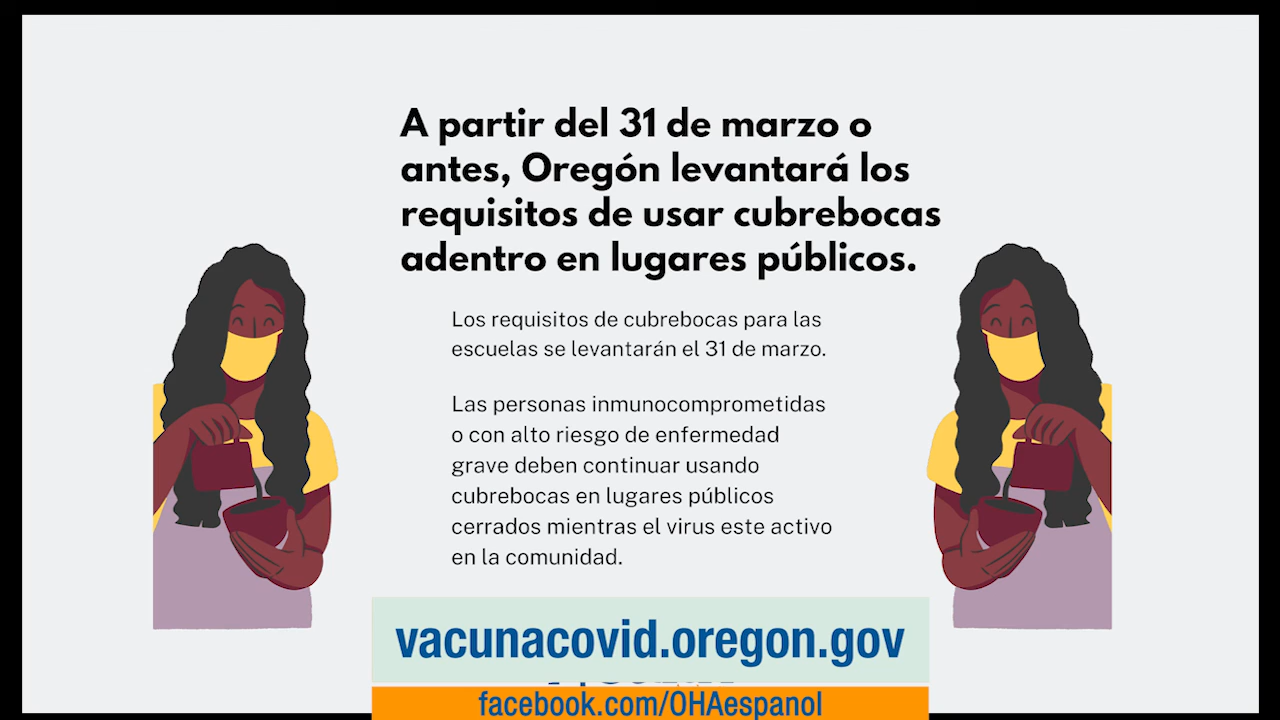 A partir del 31 de marzo o
antes, Oregón levantará los
requisitos de usar cubrebocas
adentro en lugares públicos.
Los requisitos de cubrebocas para las
escuelas se levantarán el 31 de marzo.
Las personas inmunocomprometidas
o con alto riesgo de enfermedad
grave deben continuar usando
cubrebocas en lugares públicos
cerrados mientras el virus este activo
en la comunidad.
vacunacovid.oregon.gov
facebook.com/OHAespanol